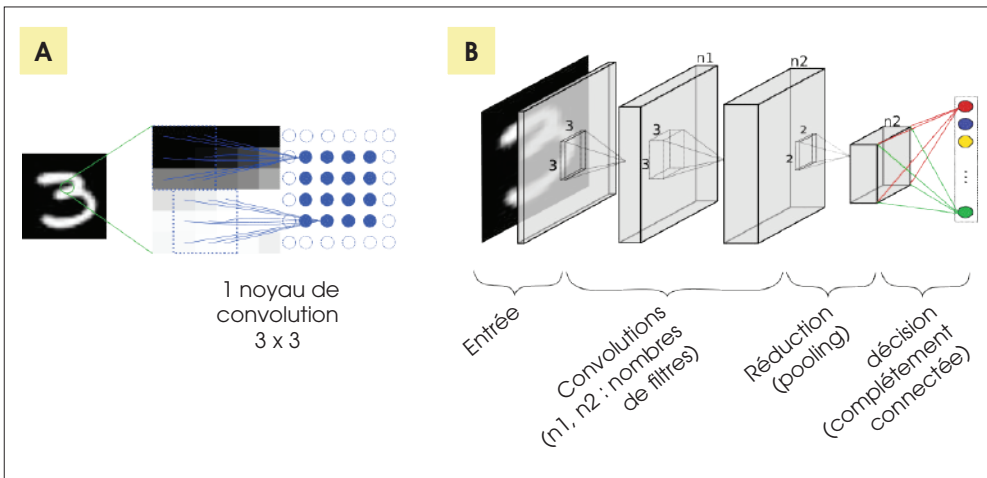 A
1 noyau de
convolution
3 x 3
B
n1
n2
3
3
3
3
2
2
n2
...
Entrée
Convolutions
(n1, n2 : nombres
de filtres)
Réduction
(pooling)
décision
(complétement
connectée)